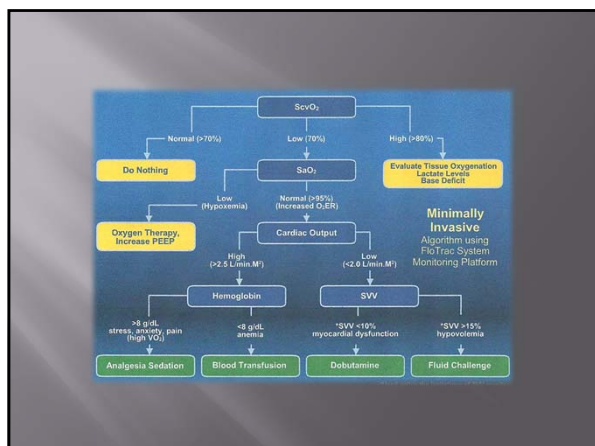 ScvO₂
Normal (>70%)
Low (70%)
High (>80%)
Do Nothing
SaO₂
Evaluate Tissue Oxygenation
Lactate Levels
Base Deficit
Low
(Hypoxemia)
Normal (>95%)
(Increased O₂ER)
Oxygen Therapy,
Increase PEEP
Cardiac Output
Minimally
Invasive
Algorithm using
FloTrac System
Monitoring Platform
High
(>2.5 L/min.M²)
Low
(<2.0 L/min.M²)
Hemoglobin
SVV
>8 g/dL
stress, anxiety, pain
(high VO₂)
<8 g/dL
anemia
*SVV <10%
myocardial dysfunction
*SVV >15%
hypovolemia
Analgesia Sedation
Blood Transfusion
Dobutamine
Fluid Challenge